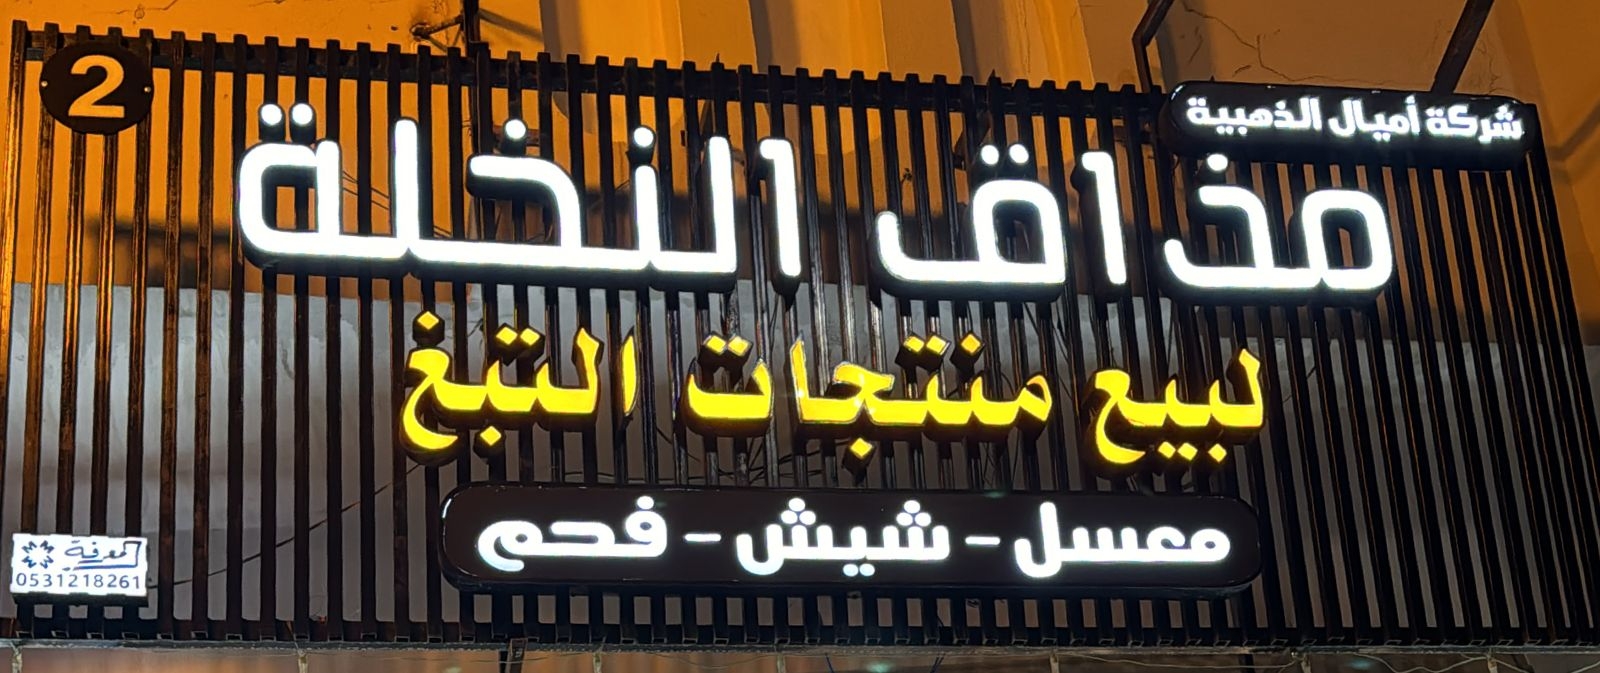 شركة أميال الذهبية
2
مذاق النخلة
لبيع منتجات التبغ
معسل - شيش - فحم
المعرفة
0531218261